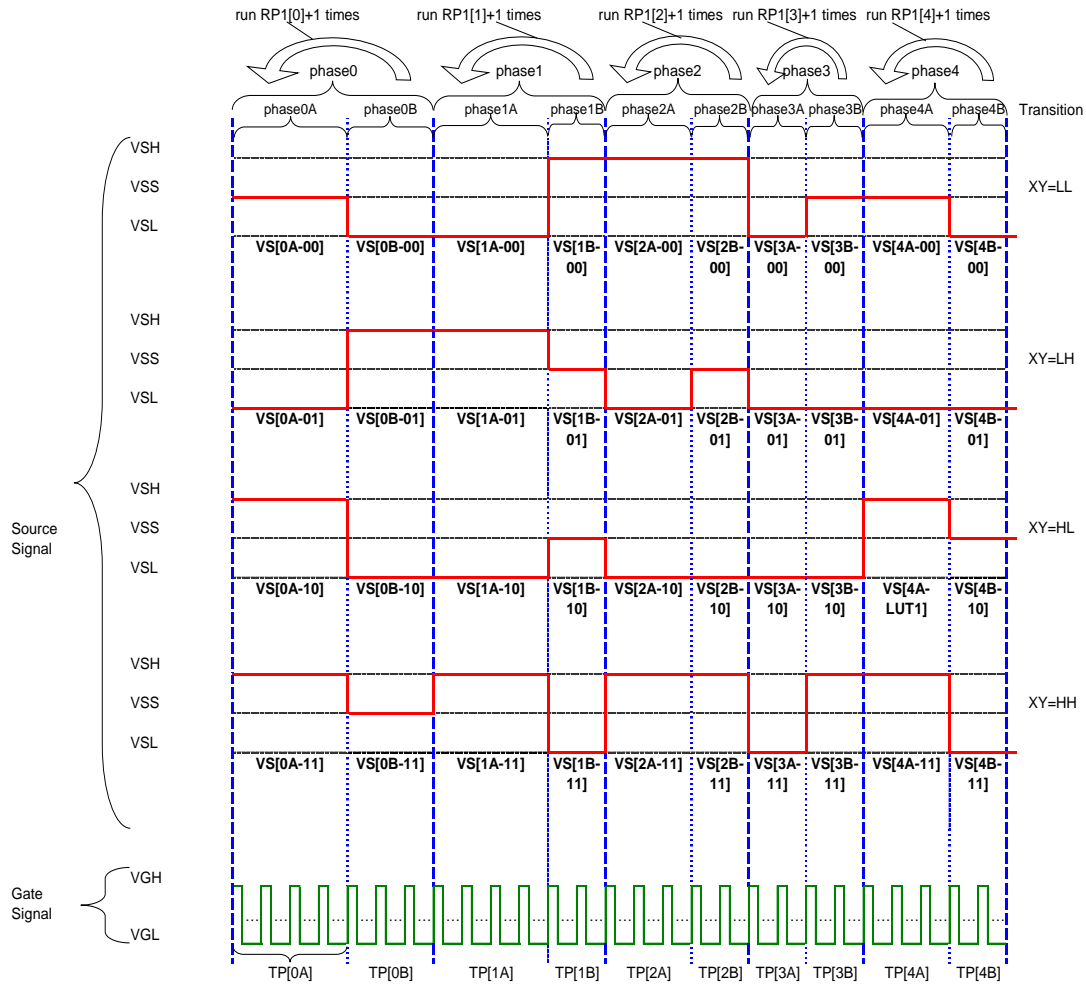 run RP1[0]+1 times run RP1[1]+1 times run RP1[2]+1 times run RP1[3]+1 times run RP1[4]+1 times
phase0 phase1 phase2 phase3 phase4
phase0A phase0B phase1A phase1B phase2A phase2B phase3A phase3B phase4A phase4B Transition
VSH
VSS XY=LL
VSL
VS[0A-00] VS[0B-00] VS[1A-00] VS[1B-00] VS[2A-00] VS[2B-00] VS[3A-00] VS[3B-00] VS[4A-00] VS[4B-00]
VSH
VSS XY=LH
VSL
VS[0A-01] VS[0B-01] VS[1A-01] VS[1B-01] VS[2A-01] VS[2B-01] VS[3A-01] VS[3B-01] VS[4A-01] VS[4B-01]
VSH
Source Signal
VSS XY=HL
VSL
VS[0A-10] VS[0B-10] VS[1A-10] VS[1B-10] VS[2A-10] VS[2B-10] VS[3A-10] VS[3B-10] VS[4A-LUT1] VS[4B-10]
VSH
VSS XY=HH
VSL
VS[0A-11] VS[0B-11] VS[1A-11] VS[1B-11] VS[2A-11] VS[2B-11] VS[3A-11] VS[3B-11] VS[4A-11] VS[4B-11]
VGH
Gate Signal
VGL
TP[0A] TP[0B] TP[1A] TP[1B] TP[2A] TP[2B] TP[3A] TP[3B] TP[4A] TP[4B]